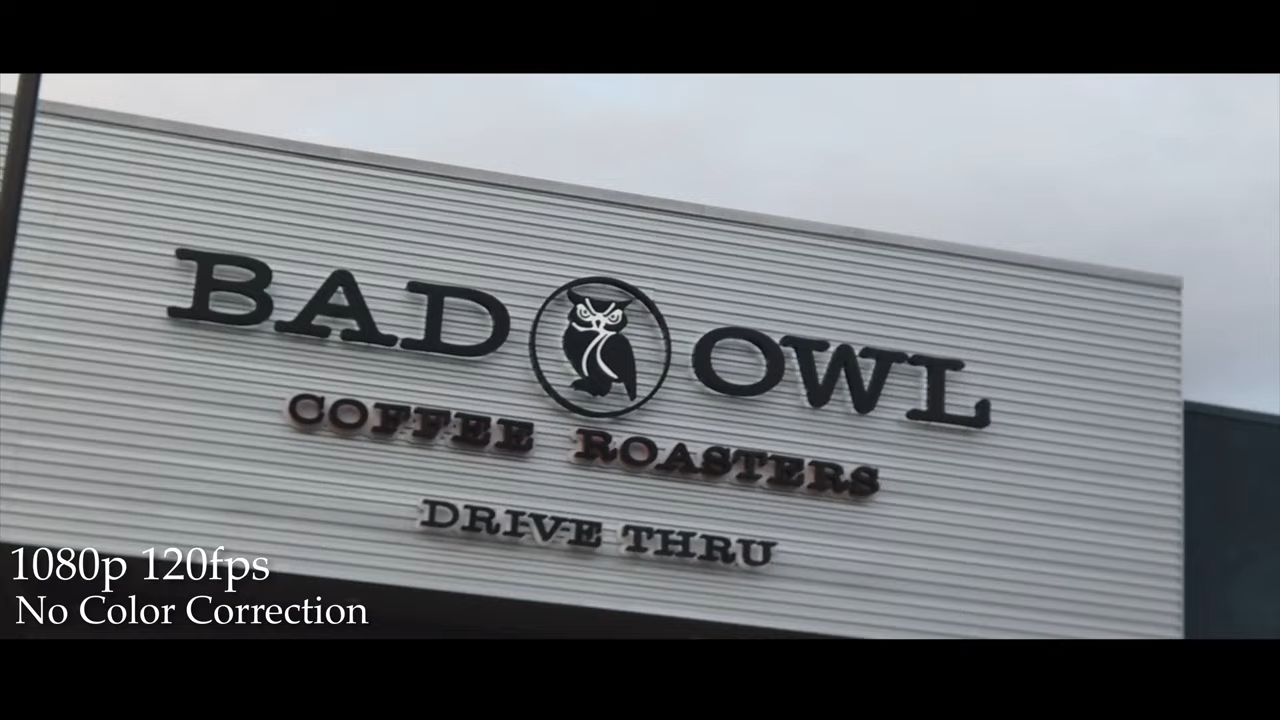 BAD OWL
COFFEE ROASTERS
DRIVE THRU
1080p 120fps
No Color Correction